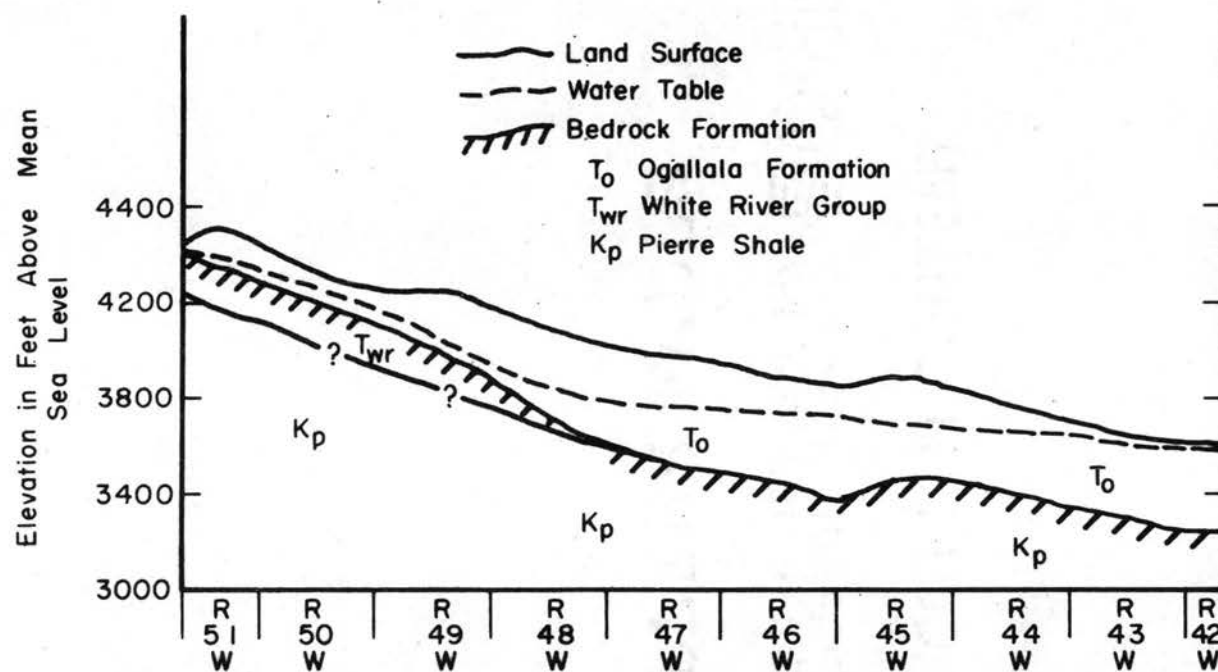 Land Surface
Water Table
Bedrock Formation
To Ogallala Formation
Twr White River Group
Kp Pierre Shale
Elevation in Feet Above Mean
Sea Level
4400
4200
3800
3400
3000
?
Twr
?
Kp
To
Kp
To
Kp
R R R R R R R R R R
51 50 49 48 47 46 45 44 43 42
W W W W W W W W W W